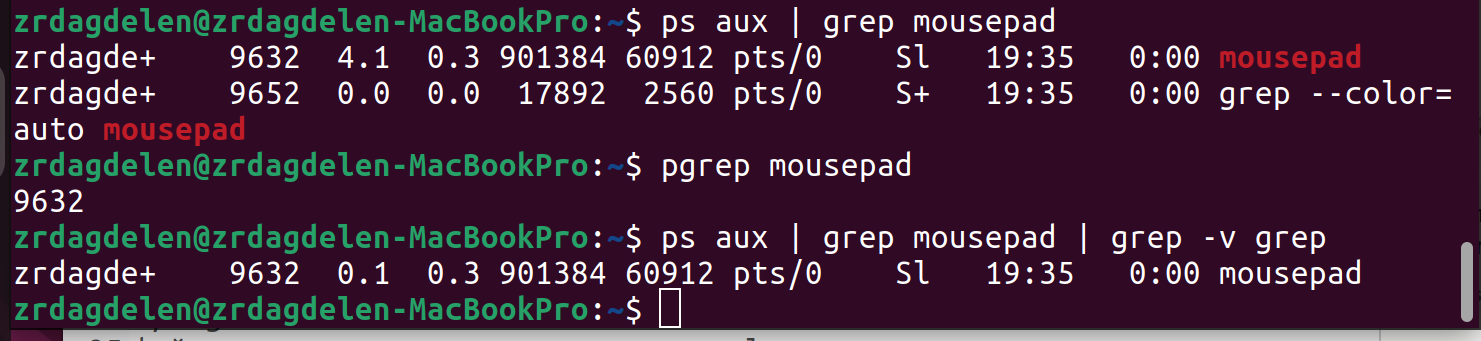 zrdagdelen@zrdagdelen-MacBookPro:~$ ps aux | grep mousepad
zrdagde+    9632  4.1  0.3 901384 60912 pts/0    Sl   19:35   0:00 mousepad
zrdagde+    9652  0.0  0.0  17892  2560 pts/0    S+   19:35   0:00 grep --color=
auto mousepad
zrdagdelen@zrdagdelen-MacBookPro:~$ pgrep mousepad
9632
zrdagdelen@zrdagdelen-MacBookPro:~$ ps aux | grep mousepad | grep -v grep
zrdagde+    9632  0.1  0.3 901384 60912 pts/0    Sl   19:35   0:00 mousepad
zrdagdelen@zrdagdelen-MacBookPro:~$